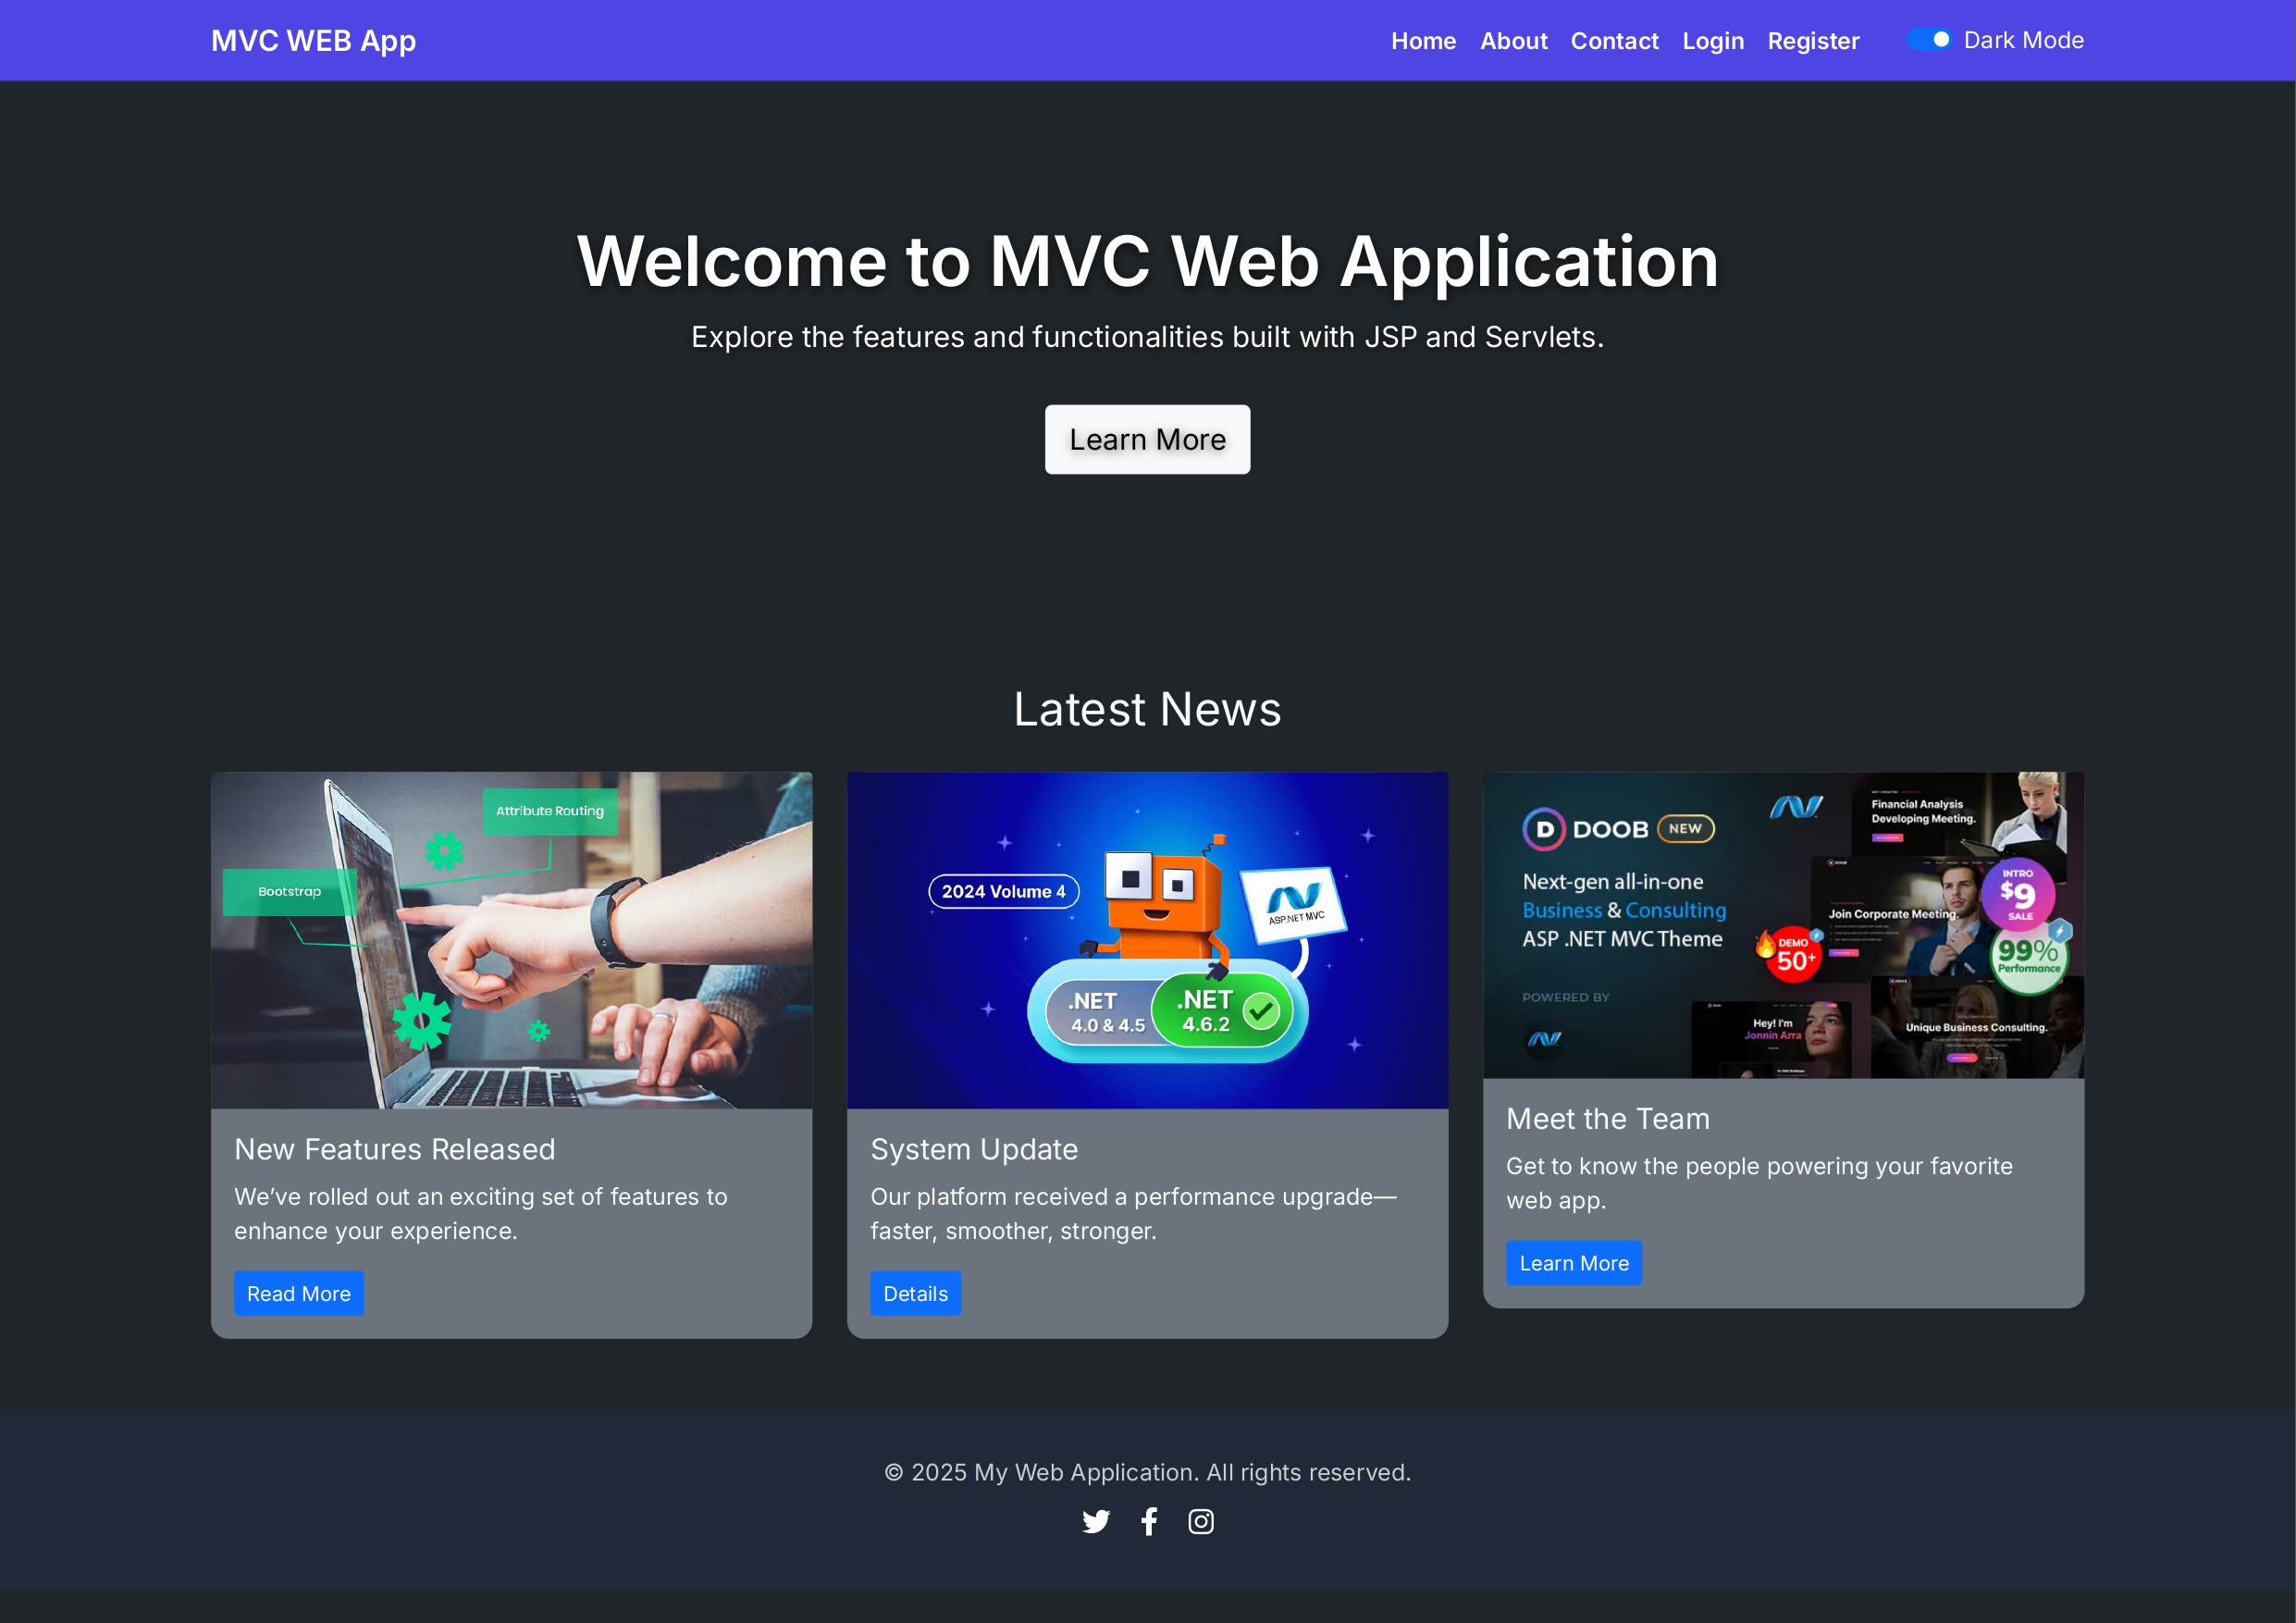 MVC WEB App
Home About Contact Login Register Dark Mode
Welcome to MVC Web Application
Explore the features and functionalities built with JSP and Servlets.
Learn More
Latest News
Attribute Routing
Bootstrap
New Features Released
We’ve rolled out an exciting set of features to
enhance your experience.
Read More
2024 Volume 4
ASP.NET MVC
.NET
4.0 & 4.5
.NET
4.6.2
System Update
Our platform received a performance upgrade—
faster, smoother, stronger.
Details
D DOOB NEW
Next-gen all-in-one
Business & Consulting
ASP .NET MVC Theme
POWERED BY
Financial Analysis
Developing Meeting.
INTRO
$9
SALE
Join Corporate Meeting.
DEMO
50+
99%
Performance
Hey! I'm
Jonnin Arra
Unique Business Consulting.
Meet the Team
Get to know the people powering your favorite
web app.
Learn More
© 2025 My Web Application. All rights reserved.